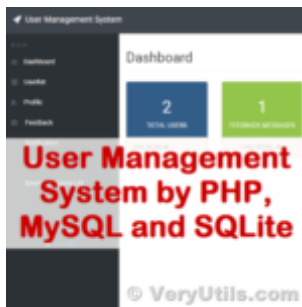 User Management System
Dashboard
Dashboard
Userlist
Profile
Feedback
2
TOTAL USERS
1
FEEDBACK MESSAGES
User Management
System by PHP,
MySQL and SQLite
© VeryUtils.com